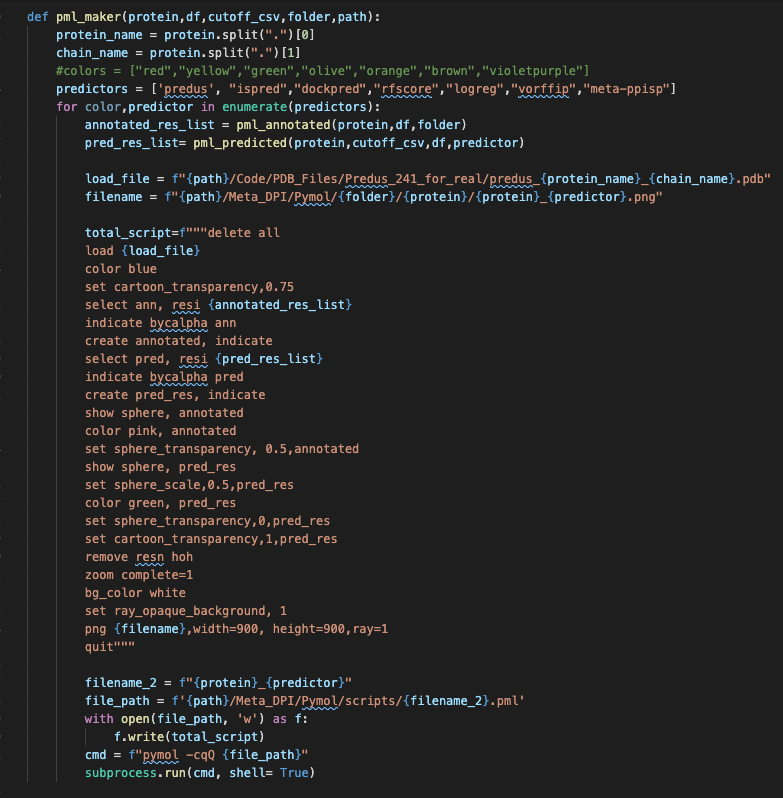 def pml_maker(protein,df,cutoff_csv,folder,path):
    protein_name = protein.split(".")[0]
    chain_name = protein.split(".")[1]
    #colors = ["red","yellow","green","olive","orange","brown","violetpurple"]
    predictors = ['predus', "ispred","dockpred","rfscore","logreg","vorffip","meta-ppisp"]
    for color,predictor in enumerate(predictors):
        annotated_res_list = pml_annotated(protein,df,folder)
        pred_res_list= pml_predicted(protein,cutoff_csv,df,predictor)

        load_file = f"{path}/Code/PDB_Files/Predus_241_for_real/predus_{protein_name}_{chain_name}.pdb"
        filename = f"{path}/Meta_DPI/Pymol/{folder}/{protein}/{protein}_{predictor}.png"

        total_script=f"""delete all
        load {load_file}
        color blue
        set cartoon_transparency,0.75
        select ann, resi {annotated_res_list}
        indicate bycalpha ann
        create annotated, indicate
        select pred, resi {pred_res_list}
        indicate bycalpha pred
        create pred_res, indicate
        show sphere, annotated
        color pink, annotated
        set sphere_transparency, 0.5,annotated
        show sphere, pred_res
        set sphere_scale,0.5,pred_res
        color green, pred_res
        set sphere_transparency,0,pred_res
        set cartoon_transparency,1,pred_res
        remove resn hoh
        zoom complete=1
        bg_color white
        set ray_opaque_background, 1
        png {filename},width=900, height=900,ray=1
        quit"""

        filename_2 = f"{protein}_{predictor}"
        file_path = f'{path}/Meta_DPI/Pymol/scripts/{filename_2}.pml'
        with open(file_path, 'w') as f:
            f.write(total_script)
        cmd = f"pymol -cqQ {file_path}"
        subprocess.run(cmd, shell= True)